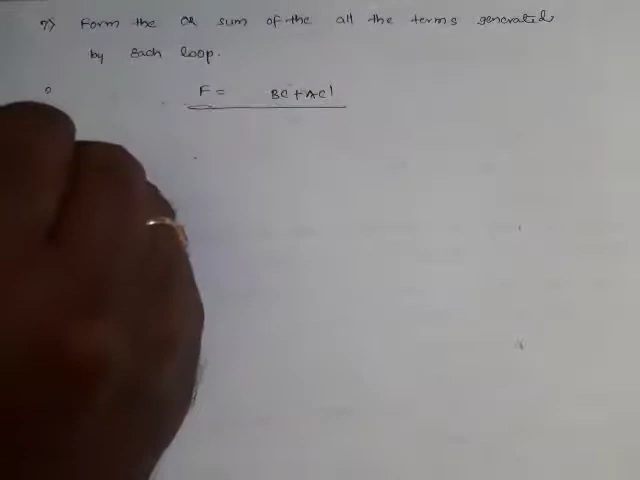 7) Form the OR sum of the all the terms generated
by each loop.
F = BC + AC'